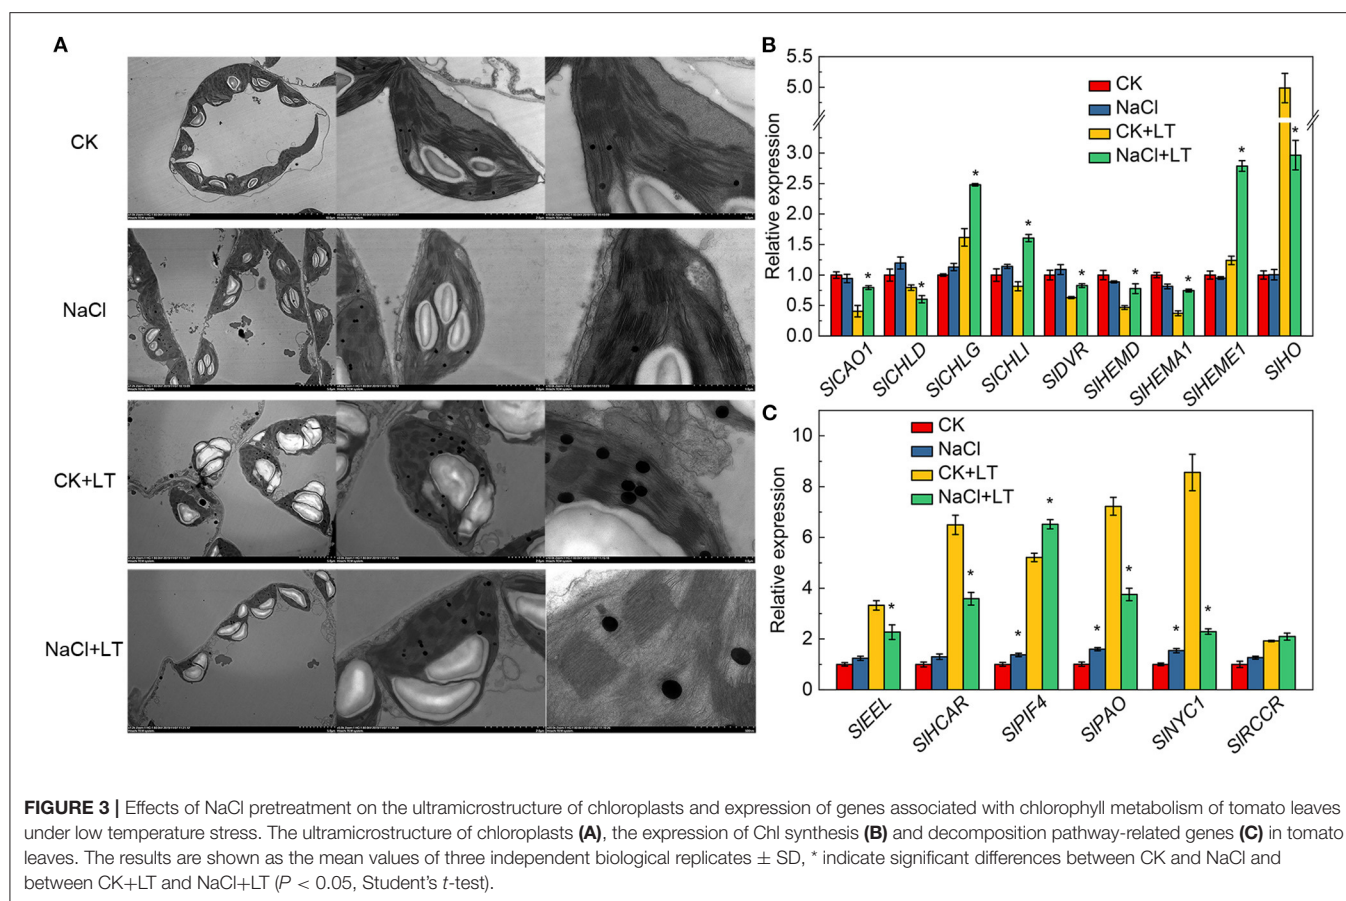 A
CK
NaCl
CK+LT
NaCl+LT
B
Relative expression
5.5
5.0
3.0
2.5
2.0
1.5
1.0
0.5
0.0
CK
NaCl
CK+LT
NaCl+LT
*
*
*
*
*
*
*
*
*
SlCAO1
SlCHLD
SlCHLG
SlCHLI
SlDVR
SlHEMD
SlHEMA1
SlHEME1
SlHO
C
Relative expression
10
8
6
4
2
0
CK
NaCl
CK+LT
NaCl+LT
*
*
*
*
*
*
*
*
SlEEL
SlHCAR
SlPIF4
SlPAO
SlNYC1
SlRCCR
FIGURE 3 | Effects of NaCl pretreatment on the ultramicrostructure of chloroplasts and expression of genes associated with chlorophyll metabolism of tomato leaves
under low temperature stress. The ultramicrostructure of chloroplasts (A), the expression of Chl synthesis (B) and decomposition pathway-related genes (C) in tomato
leaves. The results are shown as the mean values of three independent biological replicates ± SD, * indicate significant differences between CK and NaCl and
between CK+LT and NaCl+LT (P < 0.05, Student's t-test).